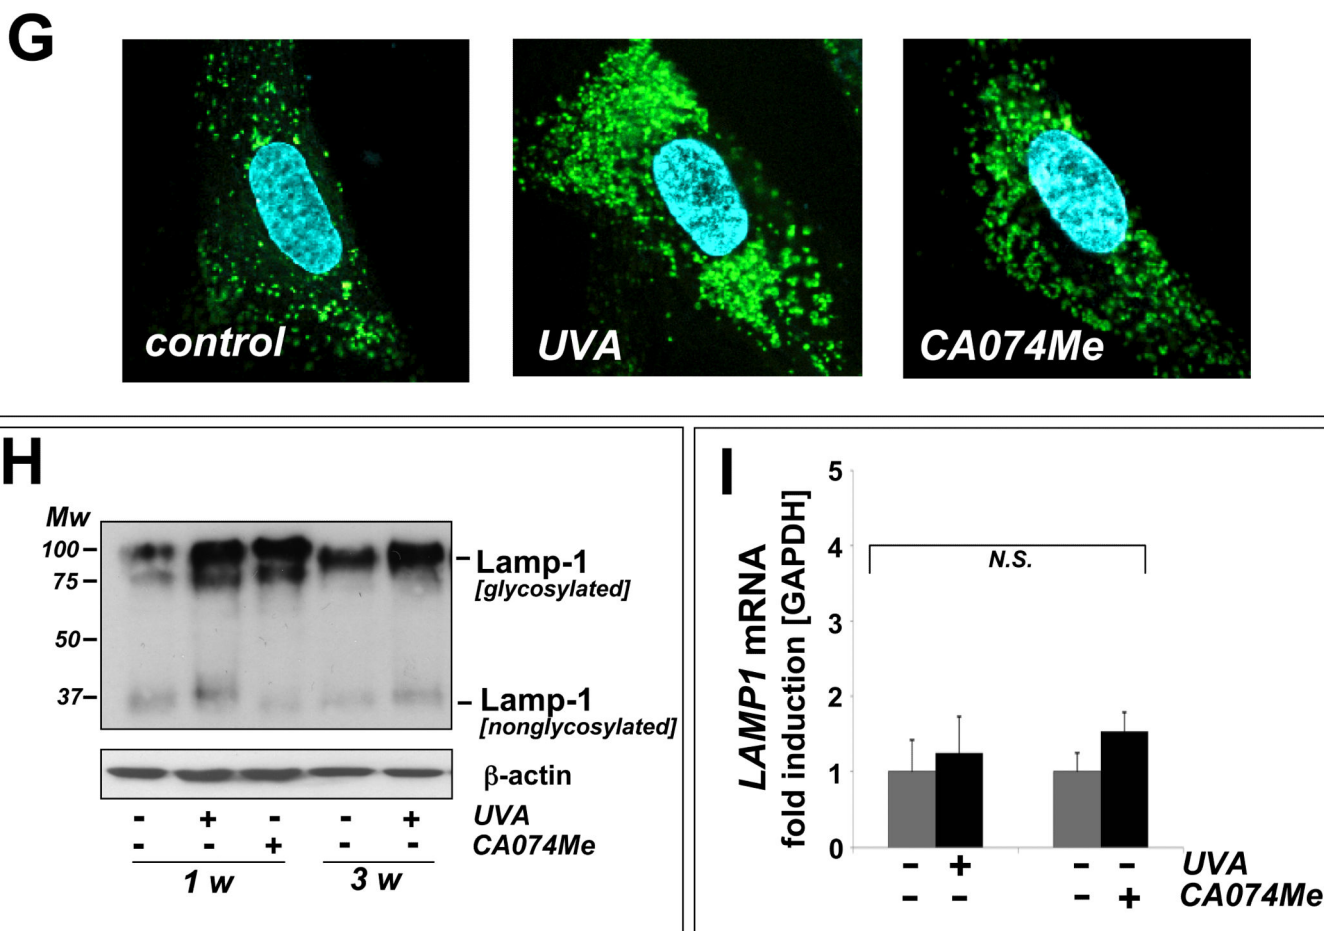 G
control
UVA
CA074Me
H
Mw
100
75
50
37
Lamp-1
[glycosylated]
Lamp-1
[nonglycosylated]
β-actin
- + - - + UVA
- - + - - CA074Me
1 w 3 w
I
LAMP1 mRNA
fold induction [GAPDH]
5
4
3
2
1
0
N.S.
- + - - UVA
- - - + CA074Me